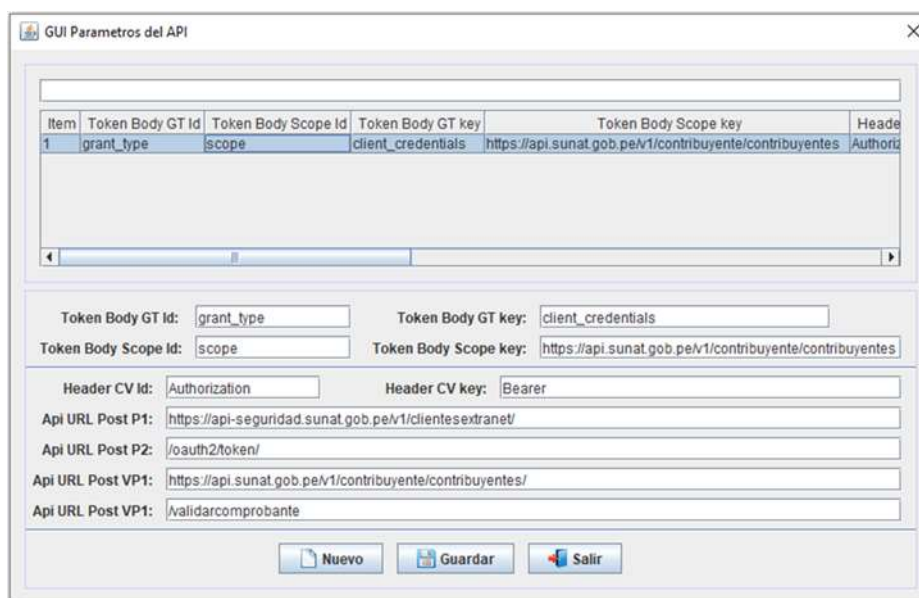 GUI Parametros del API
Item Token Body GT Id Token Body Scope Id Token Body GT key Token Body Scope key Heade
1 grant_type scope client_credentials https://api.sunat.gob.pe/v1/contribuyente/contribuyentes Authoriz
Token Body GT Id: grant_type Token Body GT key: client_credentials
Token Body Scope Id: scope Token Body Scope key: https://api.sunat.gob.pe/v1/contribuyente/contribuyentes
Header CV Id: Authorization Header CV key: Bearer
Api URL Post P1: https://api-seguridad.sunat.gob.pe/v1/clientesextranet/
Api URL Post P2: /oauth2/token/
Api URL Post VP1: https://api.sunat.gob.pe/v1/contribuyente/contribuyentes/
Api URL Post VP1: /validarcomprobante
Nuevo Guardar Salir